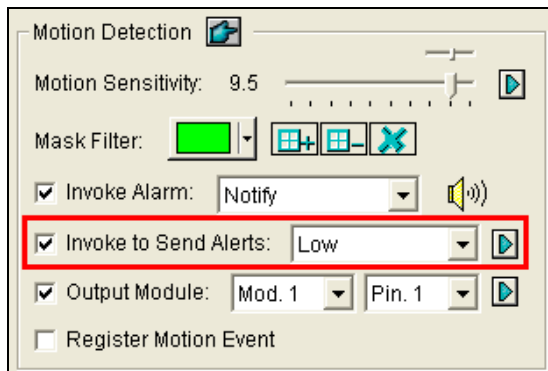 Motion Detection
Motion Sensitivity: 9.5
Mask Filter:
Invoke Alarm: Notify
Invoke to Send Alerts: Low
Output Module: Mod. 1 Pin. 1
Register Motion Event